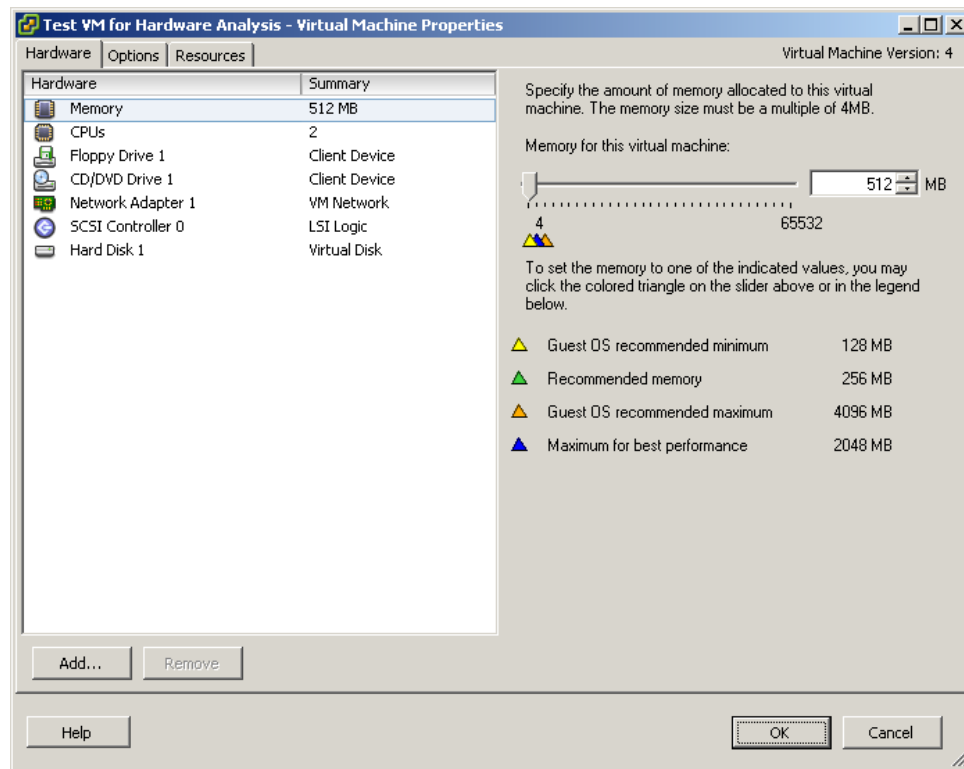 Test VM for Hardware Analysis - Virtual Machine Properties
Hardware Options Resources Virtual Machine Version: 4
Hardware Summary
Memory 512 MB
CPUs 2
Floppy Drive 1 Client Device
CD/DVD Drive 1 Client Device
Network Adapter 1 VM Network
SCSI Controller 0 LSI Logic
Hard Disk 1 Virtual Disk
Specify the amount of memory allocated to this virtual
machine. The memory size must be a multiple of 4MB.
Memory for this virtual machine:
512 MB
4 65532
To set the memory to one of the indicated values, you may
click the colored triangle on the slider above or in the legend
below.
Guest OS recommended minimum 128 MB
Recommended memory 256 MB
Guest OS recommended maximum 4096 MB
Maximum for best performance 2048 MB
Add... Remove
Help OK Cancel